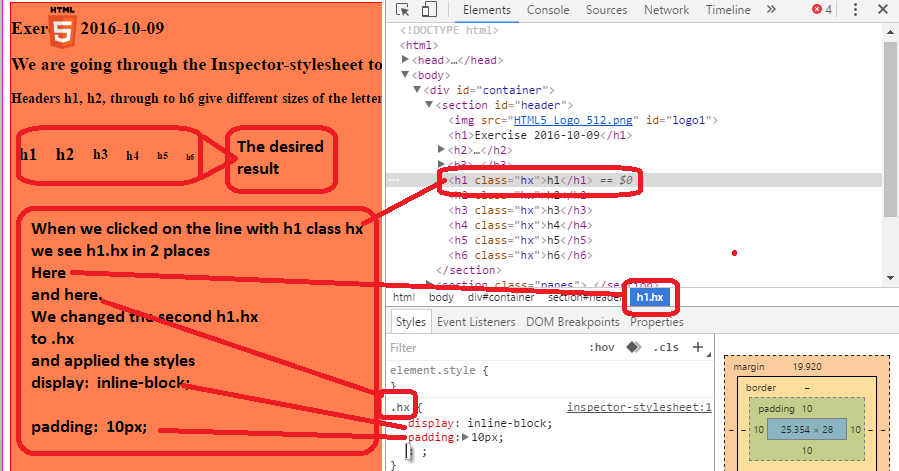 HTML
5
Exerc 2016-10-09
We are going through the Inspector-stylesheet to
Headers h1, h2, through to h6 give different sizes of the letter
h1 h2 h3 h4 h5 h6
The desired
result
When we clicked on the line with h1 class hx
we see h1.hx in 2 places
Here
and here.
We changed the second h1.hx
to .hx
and applied the styles
display: inline-block;
padding: 10px;
Elements Console Sources Network Timeline » 4
<!DOCTYPE html>
<html>
<head>…</head>
<body>
<div id="container">
<section id="header">
<img src="HTML5 Logo 512.png" id="logo1">
<h1>Exercise 2016-10-09</h1>
<h2>…</h2>
<h3>…</h3>
… <h1 class="hx">h1</h1> == $0
<h2 class="hx">h2</h2>
<h3 class="hx">h3</h3>
<h4 class="hx">h4</h4>
<h5 class="hx">h5</h5>
<h6 class="hx">h6</h6>
</section>
<section class="papes"> </section>
html body div#container section#header h1.hx
Styles Event Listeners DOM Breakpoints Properties
Filter :hov .cls +
element.style {
}
.hx { inspector-stylesheet:1
display: inline-block;
padding: 10px;
: ;
}
margin 19.920
border –
padding 10
– – 10 25.354 × 28 10 – –
10
–